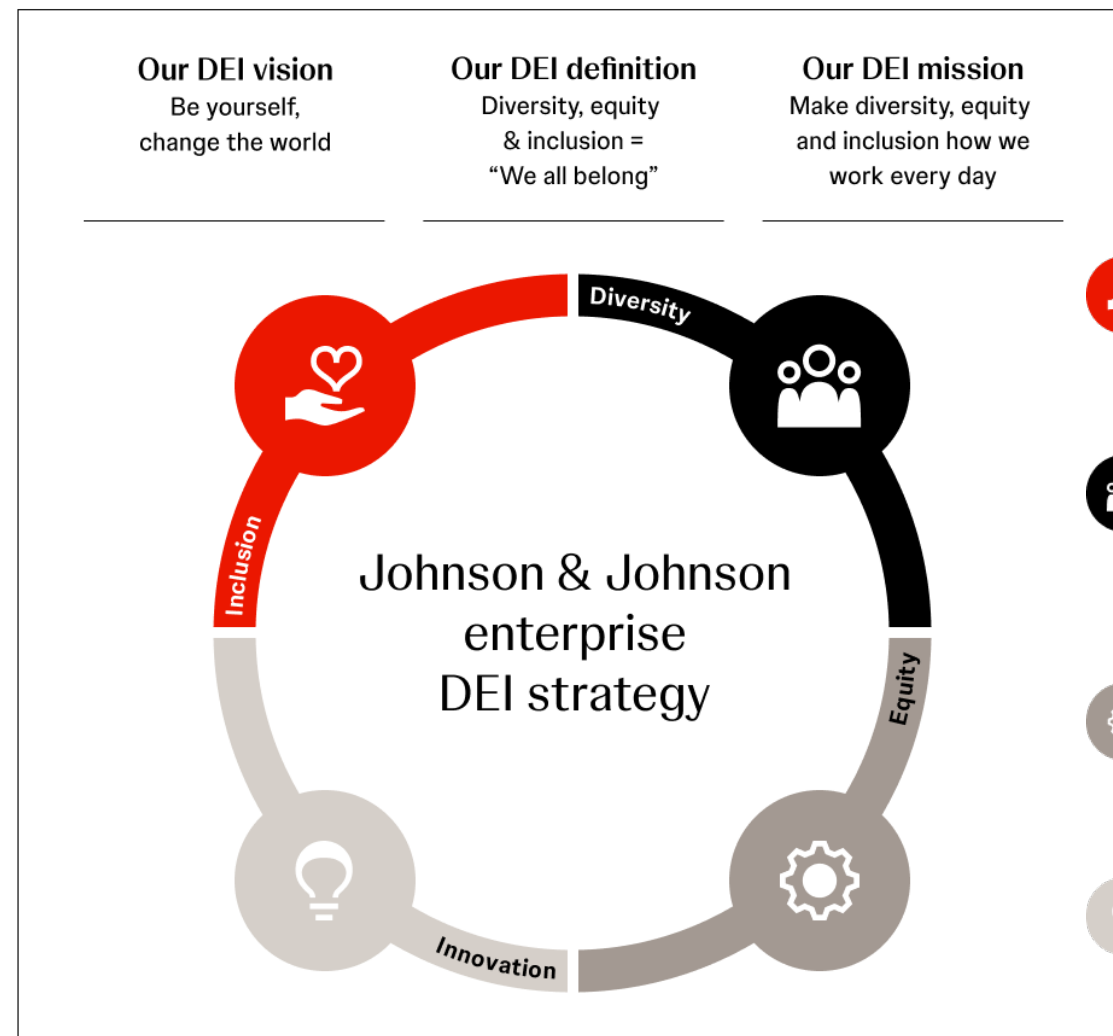 Our DEI vision
Be yourself,
change the world
Our DEI definition
Diversity, equity
& inclusion =
“We all belong”
Our DEI mission
Make diversity, equity
and inclusion how we
work every day
Diversity
Inclusion
Johnson & Johnson
enterprise
DEI strategy
Equity
Innovation